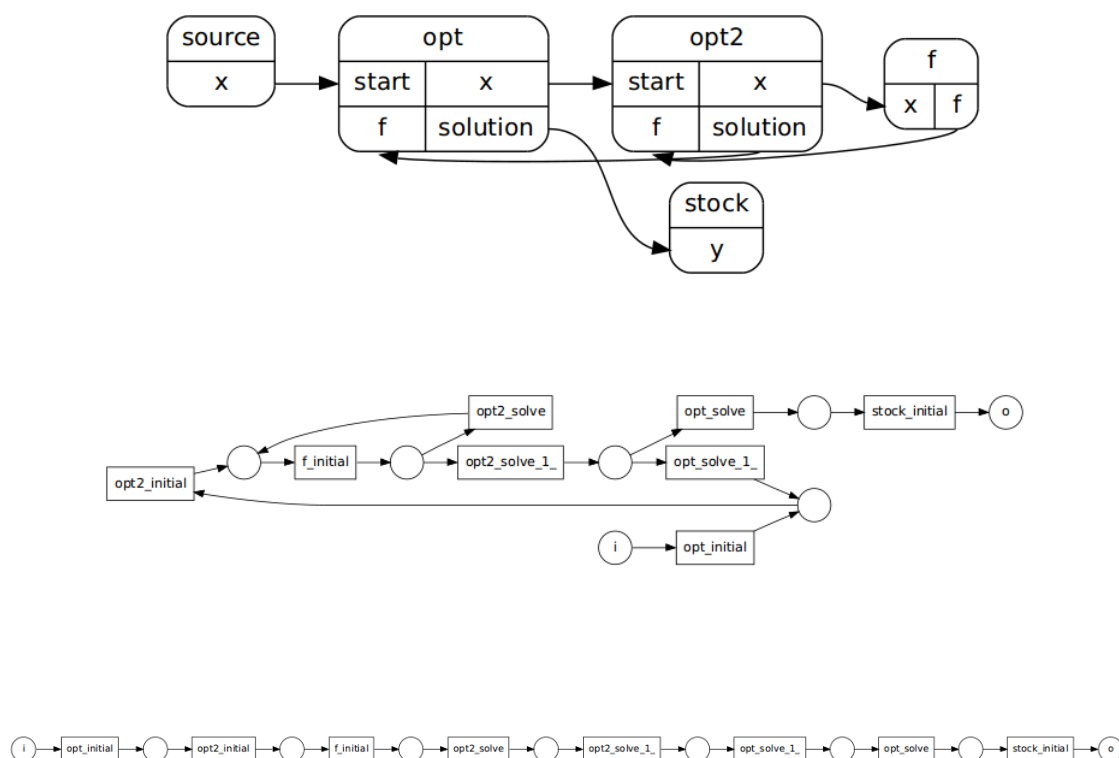 source
x
opt
start x
f solution
opt2
start x
f solution
f
x f
stock
y
opt2_solve
opt_solve
stock_initial
o
f_initial
opt2_solve_1_
opt_solve_1_
opt2_initial
i
opt_initial
i opt_initial opt2_initial f_initial opt2_solve opt2_solve_1_ opt_solve_1_ opt_solve stock_initial o